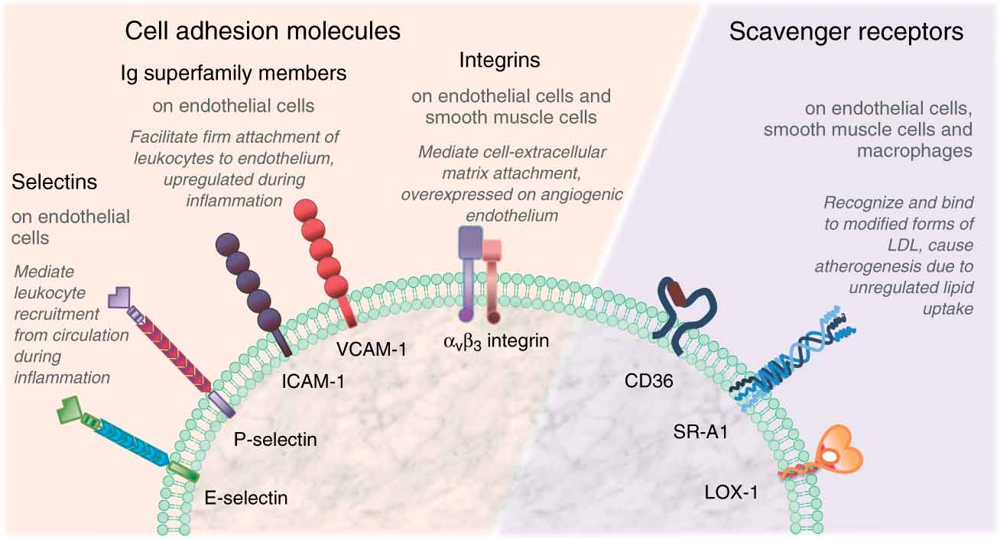 Cell adhesion molecules
Scavenger receptors
Ig superfamily members
on endothelial cells
Facilitate firm attachment of
leukocytes to endothelium,
upregulated during
inflammation
Integrins
on endothelial cells and
smooth muscle cells
Mediate cell-extracellular
matrix attachment,
overexpressed on angiogenic
endothelium
on endothelial cells,
smooth muscle cells and
macrophages
Recognize and bind
to modified forms of
LDL, cause
atherogenesis due to
unregulated lipid
uptake
Selectins
on endothelial
cells
Mediate
leukocyte
recruitment
from circulation
during
inflammation
VCAM-1
αvβ3 integrin
ICAM-1
CD36
P-selectin
SR-A1
E-selectin
LOX-1